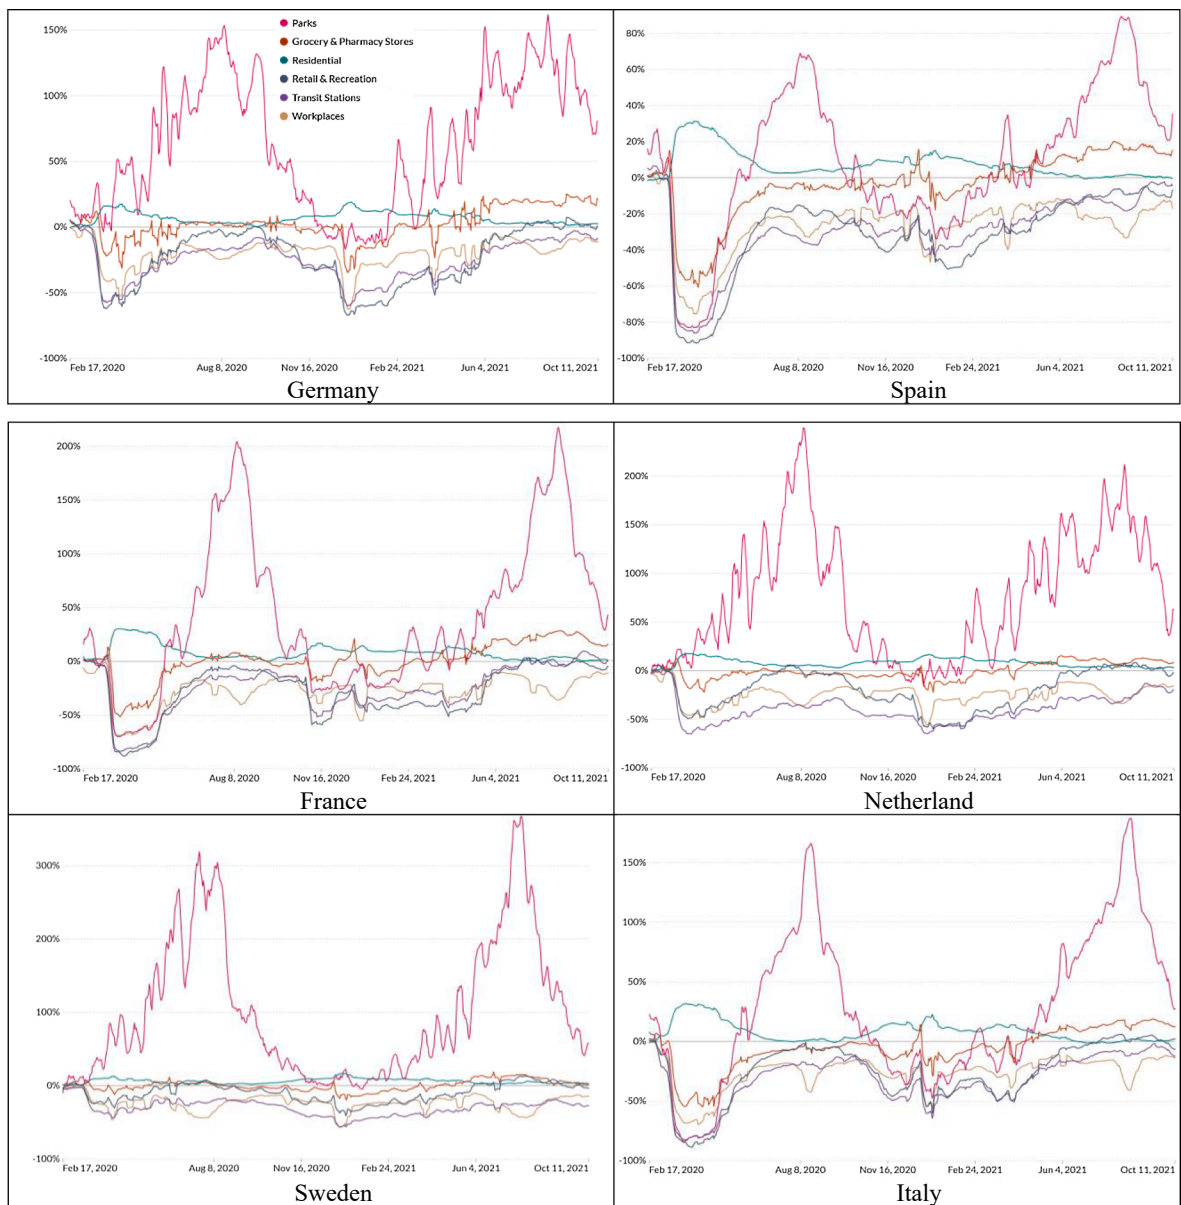 150%
100%
50%
0%
-50%
-100%
Parks
Grocery & Pharmacy Stores
Residential
Retail & Recreation
Transit Stations
Workplaces
Feb 17, 2020 Aug 8, 2020 Nov 16, 2020 Feb 24, 2021 Jun 4, 2021 Oct 11, 2021
Germany
80%
60%
40%
20%
0%
-20%
-40%
-60%
-80%
-100%
Feb 17, 2020 Aug 8, 2020 Nov 16, 2020 Feb 24, 2021 Jun 4, 2021 Oct 11, 2021
Spain
200%
150%
100%
50%
0%
-50%
-100%
Feb 17, 2020 Aug 8, 2020 Nov 16, 2020 Feb 24, 2021 Jun 4, 2021 Oct 11, 2021
France
200%
150%
100%
50%
0%
-50%
-100%
Feb 17, 2020 Aug 8, 2020 Nov 16, 2020 Feb 24, 2021 Jun 4, 2021 Oct 11, 2021
Netherland
300%
200%
100%
0%
-100%
Feb 17, 2020 Aug 8, 2020 Nov 16, 2020 Feb 24, 2021 Jun 4, 2021 Oct 11, 2021
Sweden
150%
100%
50%
0%
-50%
-100%
Feb 17, 2020 Aug 8, 2020 Nov 16, 2020 Feb 24, 2021 Jun 4, 2021 Oct 11, 2021
Italy